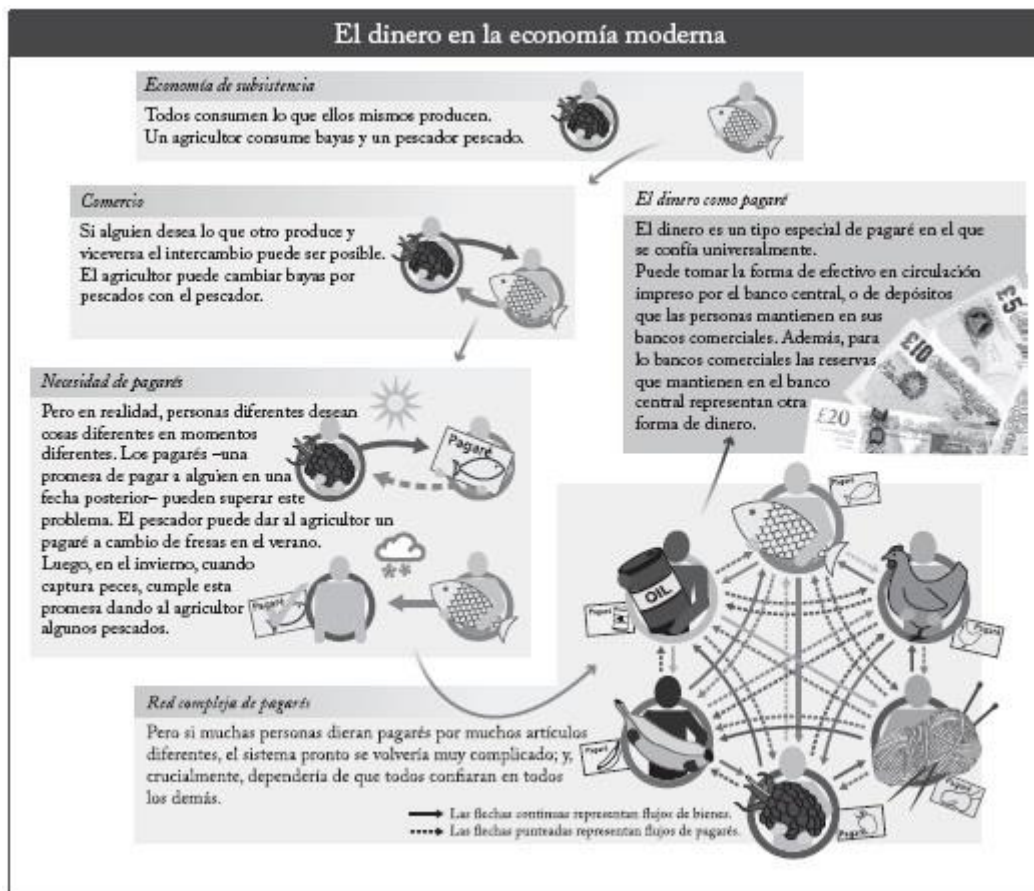 El dinero en la economía moderna
Economía de subsistencia
Todos consumen lo que ellos mismos producen.
Un agricultor consume bayas y un pescador pescado.
Comercio
Si alguien desea lo que otro produce y
viceversa el intercambio puede ser posible.
El agricultor puede cambiar bayas por
pescados con el pescador.
Necesidad de pagarés
Pero en realidad, personas diferentes desean
cosas diferentes en momentos
diferentes. Los pagarés –una
promesa de pagar a alguien en una
fecha posterior– pueden superar este
problema. El pescador puede dar al agricultor un
pagaré a cambio de fresas en el verano.
Luego, en el invierno, cuando
captura peces, cumple esta
promesa dando al agricultor
algunos pescados.
Pagaré
Pagaré
El dinero como pagaré
El dinero es un tipo especial de pagaré en el que
se confía universalmente.
Puede tomar la forma de efectivo en circulación
impreso por el banco central, o de depósitos
que las personas mantienen en sus
bancos comerciales. Además, para
lo bancos comerciales las reservas
que mantienen en el banco
central representan otra
forma de dinero.
£5
£10
£20
Pagaré
OIL
Pagaré
Pagaré
Pagaré
Pagaré
Pagaré
Red compleja de pagarés
Pero si muchas personas dieran pagarés por muchos artículos
diferentes, el sistema pronto se volvería muy complicado; y,
crucialmente, dependería de que todos confiaran en todos
los demás.
Las flechas continuas representan flujos de bienes.
Las flechas punteadas representan flujos de pagarés.